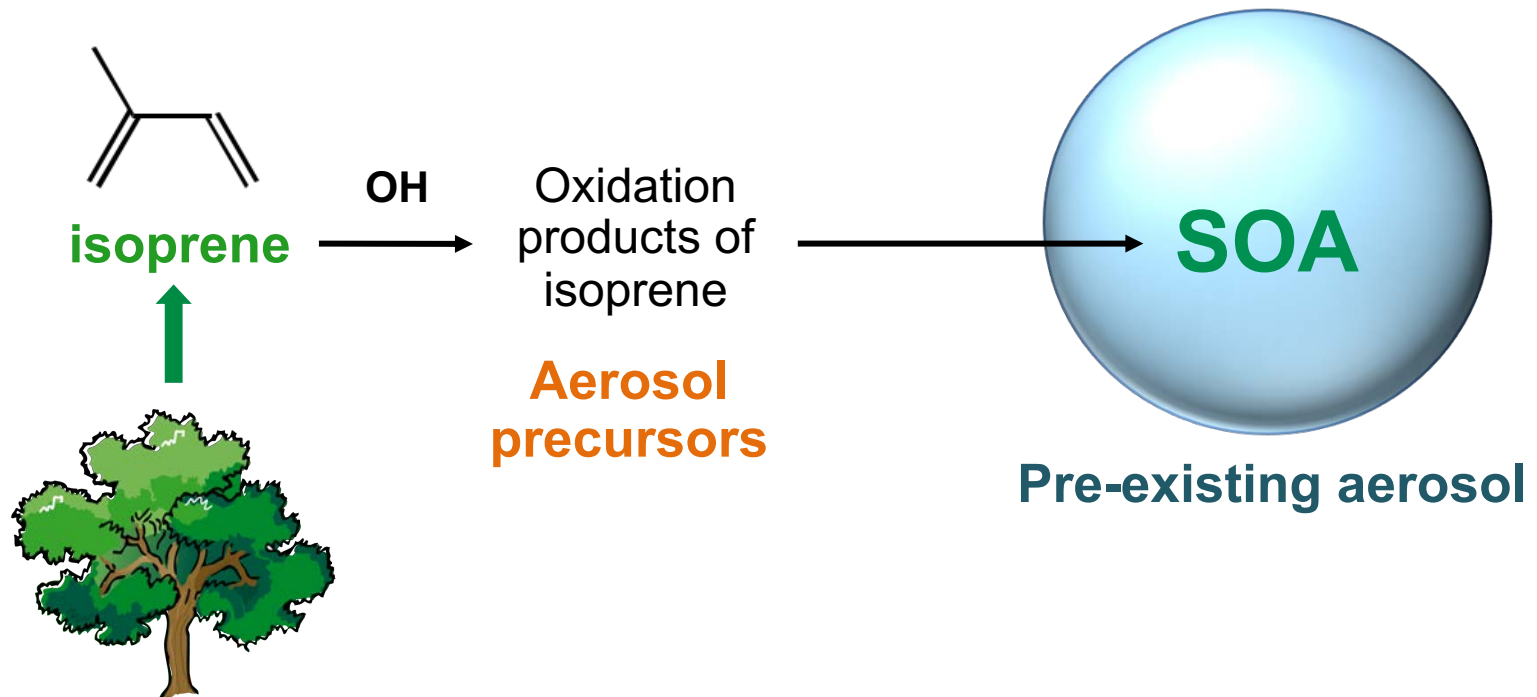 isoprene
OH
Oxidation
products of
isoprene
Aerosol
precursors
SOA
Pre-existing aerosol